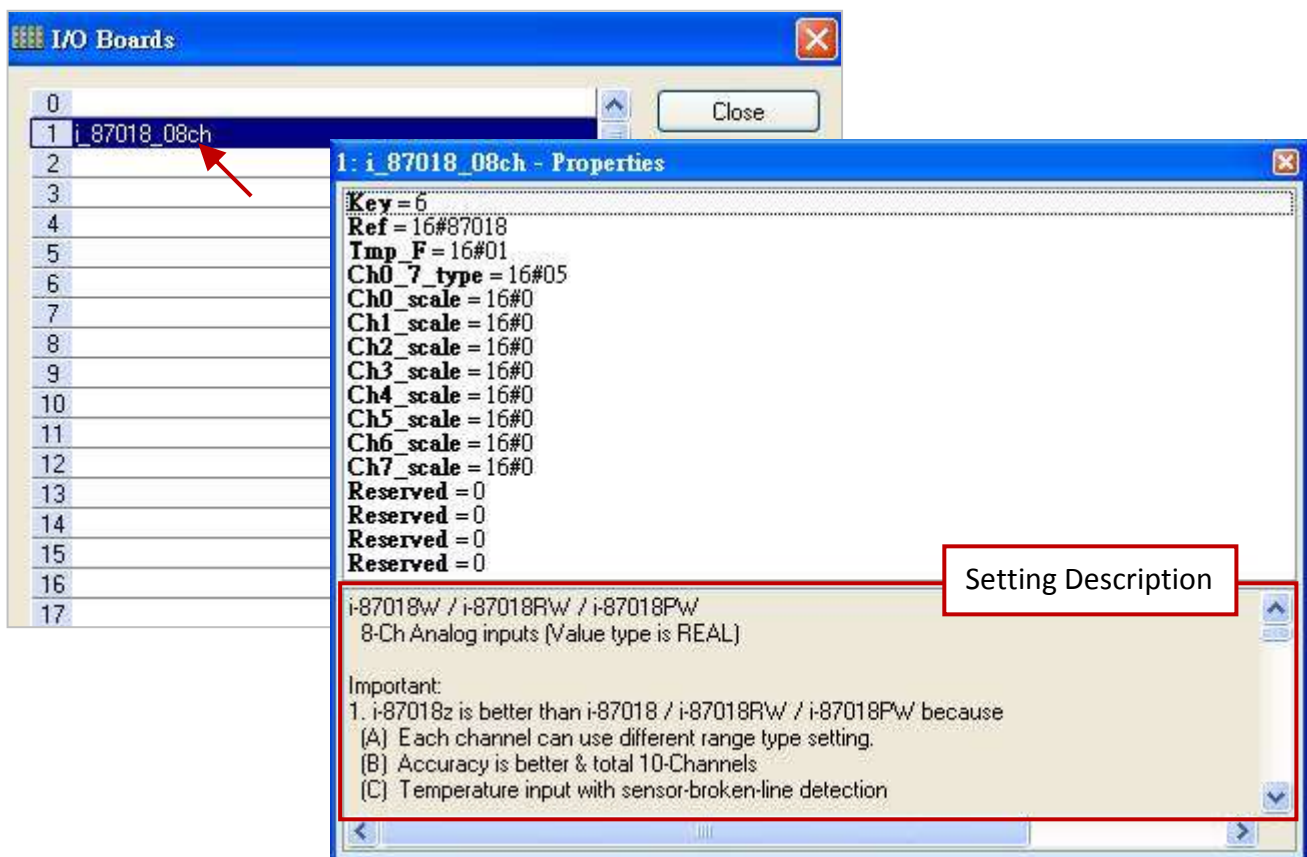 I/O Boards
Close
0
1 i_87018_08ch
2
3
4
5
6
7
8
9
10
11
12
13
14
15
16
17
1: i_87018_08ch - Properties
Key = 6
Ref = 16#87018
Tmp_F = 16#01
Ch0_7_type = 16#05
Ch0_scale = 16#0
Ch1_scale = 16#0
Ch2_scale = 16#0
Ch3_scale = 16#0
Ch4_scale = 16#0
Ch5_scale = 16#0
Ch6_scale = 16#0
Ch7_scale = 16#0
Reserved = 0
Reserved = 0
Reserved = 0
Reserved = 0
Setting Description
i-87018W / i-87018RW / i-87018PW
8-Ch Analog inputs (Value type is REAL)
Important:
1. i-87018z is better than i-87018 / i-87018RW / i-87018PW because
(A) Each channel can use different range type setting.
(B) Accuracy is better & total 10-Channels
(C) Temperature input with sensor-broken-line detection